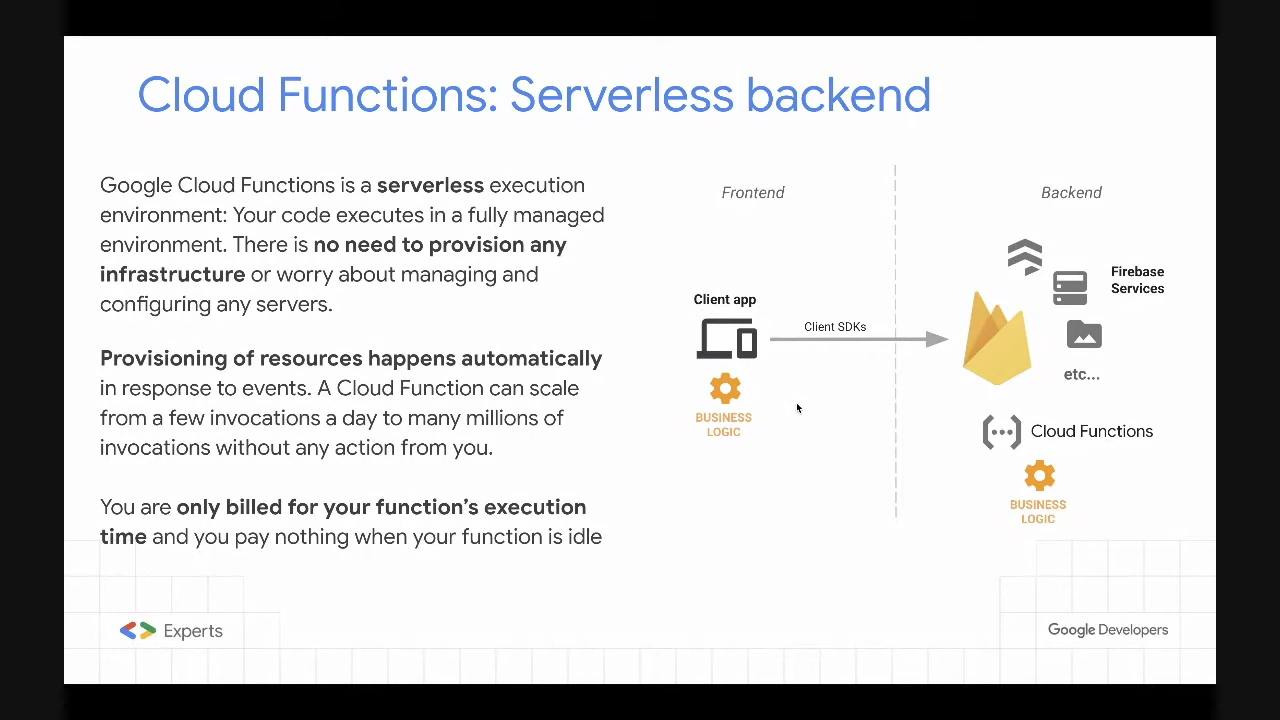 Cloud Functions: Serverless backend
Google Cloud Functions is a serverless execution
environment: Your code executes in a fully managed
environment. There is no need to provision any
infrastructure or worry about managing and
configuring any servers.
Provisioning of resources happens automatically
in response to events. A Cloud Function can scale
from a few invocations a day to many millions of
invocations without any action from you.
You are only billed for your function’s execution
time and you pay nothing when your function is idle
Frontend
Backend
Client app
Client SDKs
BUSINESS
LOGIC
Firebase
Services
etc...
Cloud Functions
BUSINESS
LOGIC
Experts
Google Developers